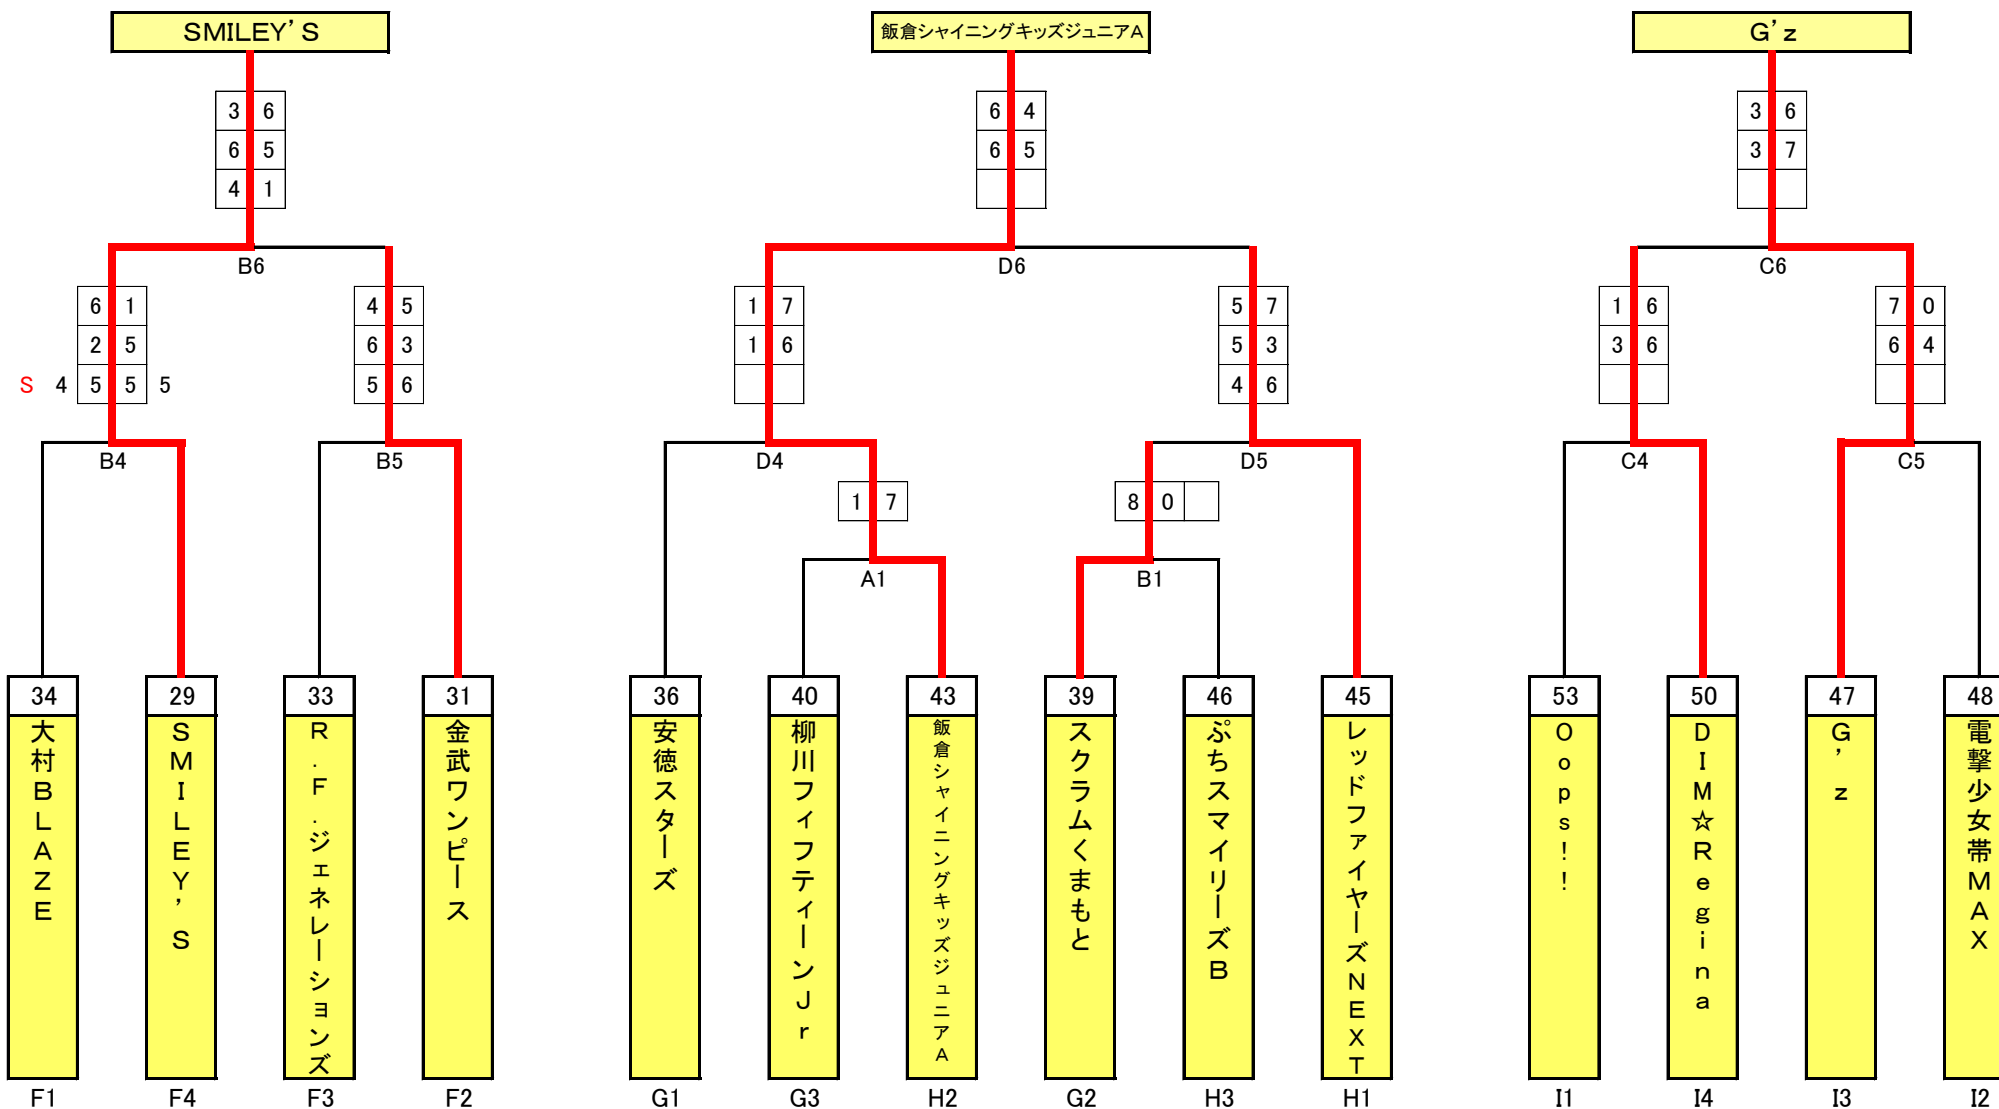 SMILEY'S 飯倉シャイニングキッズジュニアA G'z
3 6 6 4 3 6
6 5 6 5 3 7
4 1
B6 D6 C6
6 1 4 5 1 7 5 7 1 6 7 0
2 5 6 3 1 6 5 3 3 6 6 4
S 4 5 5 5 5 6 4 6
B4 B5 D4 D5 C4 C5
1 7 8 0
A1 B1
34 29 33 31 36 40 43 39 46 45 53 50 47 48
大村BLAZE
SMILEY'S
R.F.ジェネレーションズ
金武ワンピース
安徳スターズ
柳川フィフティーンJr
飯倉シャイニングキッズジュニアA
スクラムくまもと
ぷちスマイリーズB
レッドファイヤーズNEXT
Oops!!
DIM☆Regina
G'z
電撃少女帯MAX
F1 F4 F3 F2 G1 G3 H2 G2 H3 H1 I1 I4 I3 I2